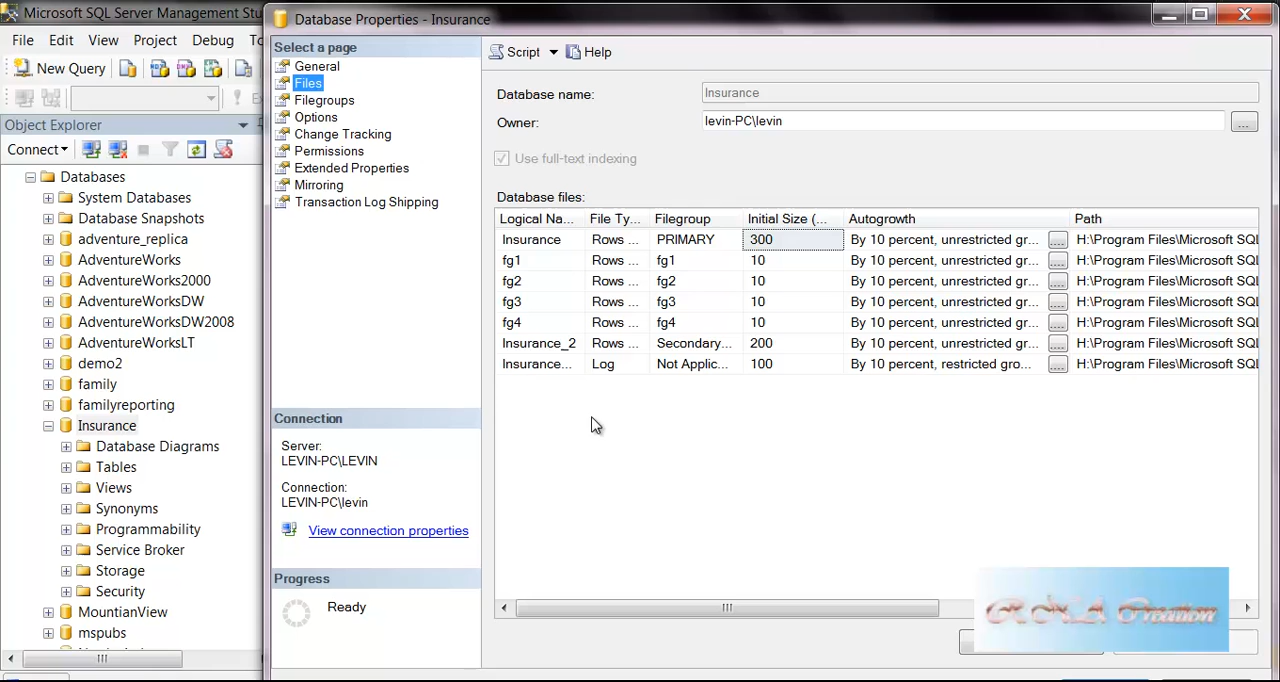 Microsoft SQL Server Management Stu
File Edit View Project Debug To
New Query
Object Explorer
Connect
Databases
System Databases
Database Snapshots
adventure_replica
AdventureWorks
AdventureWorks2000
AdventureWorksDW
AdventureWorksDW2008
AdventureWorksLT
demo2
family
familyreporting
Insurance
Database Diagrams
Tables
Views
Synonyms
Programmability
Service Broker
Storage
Security
MountianView
mspubs
Database Properties - Insurance
Select a page
General
Files
Filegroups
Options
Change Tracking
Permissions
Extended Properties
Mirroring
Transaction Log Shipping
Connection
Server:
LEVIN-PC\LEVIN
Connection:
LEVIN-PC\levin
View connection properties
Progress
Ready
Script Help
Database name: Insurance
Owner: levin-PC\levin ...
Use full-text indexing
Database files:
Logical Na... File Ty... Filegroup Initial Size (... Autogrowth Path
Insurance Rows ... PRIMARY 300 By 10 percent, unrestricted gr... ... H:\Program Files\Microsoft SQL
fg1 Rows ... fg1 10 By 10 percent, unrestricted gr... ... H:\Program Files\Microsoft SQL
fg2 Rows ... fg2 10 By 10 percent, unrestricted gr... ... H:\Program Files\Microsoft SQL
fg3 Rows ... fg3 10 By 10 percent, unrestricted gr... ... H:\Program Files\Microsoft SQL
fg4 Rows ... fg4 10 By 10 percent, unrestricted gr... ... H:\Program Files\Microsoft SQL
Insurance_2 Rows ... Secondary... 200 By 10 percent, unrestricted gr... ... H:\Program Files\Microsoft SQL
Insurance... Log Not Applic... 100 By 10 percent, restricted gro... ... H:\Program Files\Microsoft SQL
Creation